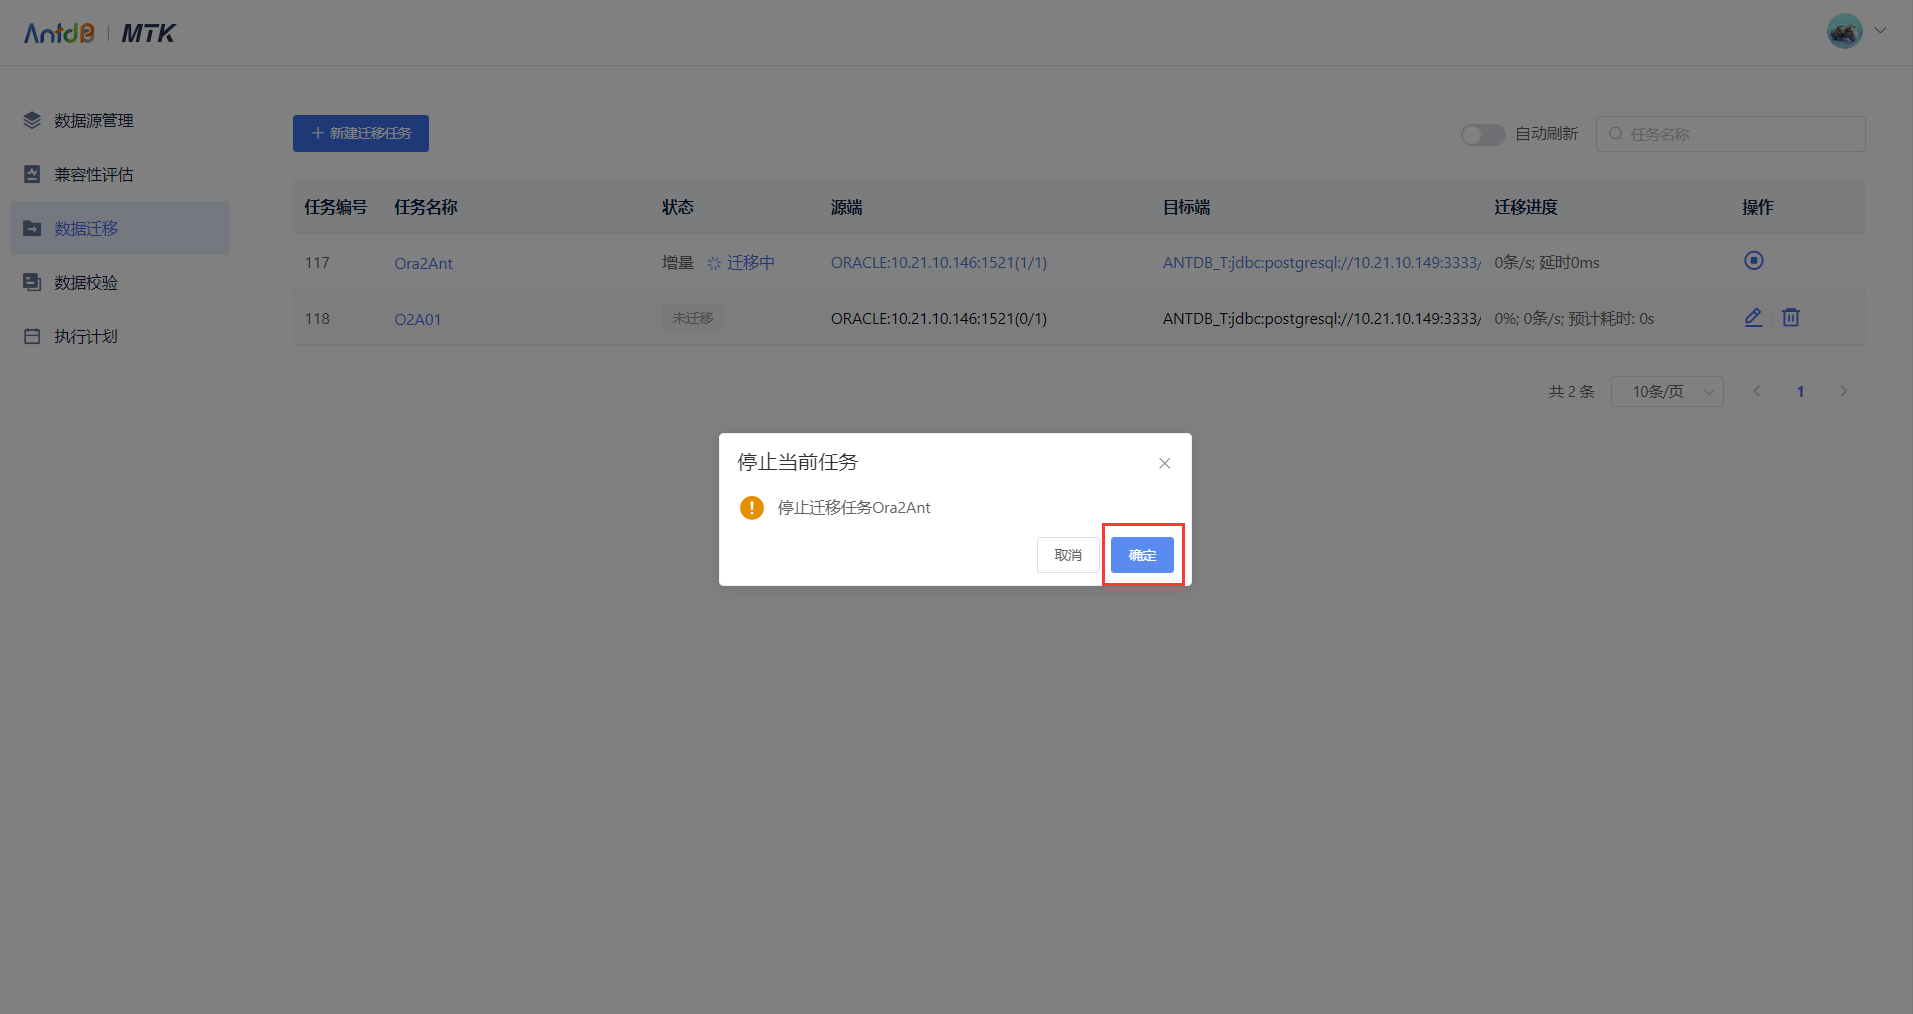 AntdB | MTK
数据源管理
兼容性评估
数据迁移
数据校验
执行计划
+ 新建迁移任务
自动刷新
任务名称
任务编号 任务名称 状态 源端 目标端 迁移进度 操作
117 Ora2Ant 增量 迁移中 ORACLE:10.21.10.146:1521(1/1) ANTDB_T:jdbc:postgresql://10.21.10.149:3333/ 0条/s; 延时0ms
118 O2A01 未迁移 ORACLE:10.21.10.146:1521(0/1) ANTDB_T:jdbc:postgresql://10.21.10.149:3333/ 0%; 0条/s; 预计耗时: 0s
共 2 条 10条/页 1
停止当前任务
停止迁移任务Ora2Ant
取消 确定